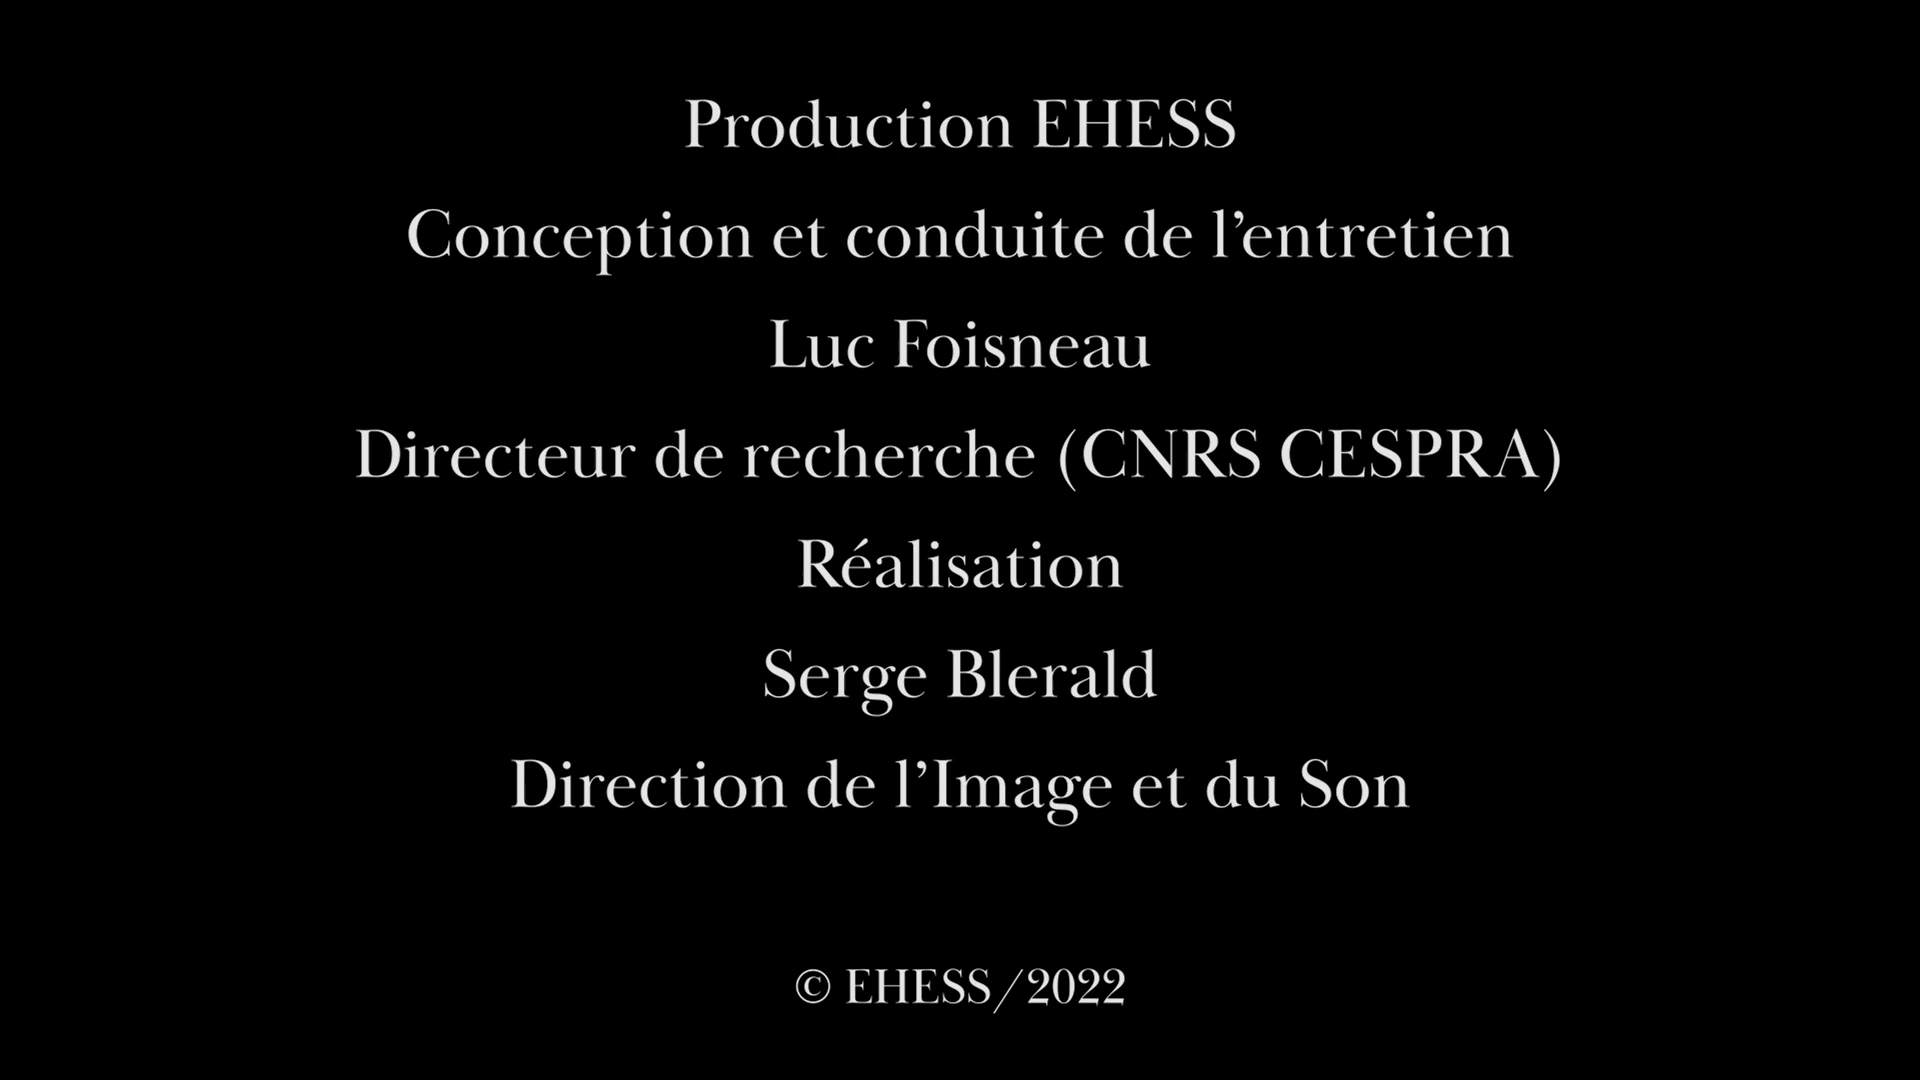 Production EHESS
Conception et conduite de l’entretien
Luc Foisneau
Directeur de recherche (CNRS CESPRA)
Réalisation
Serge Blerald
Direction de l’Image et du Son
© EHESS/2022